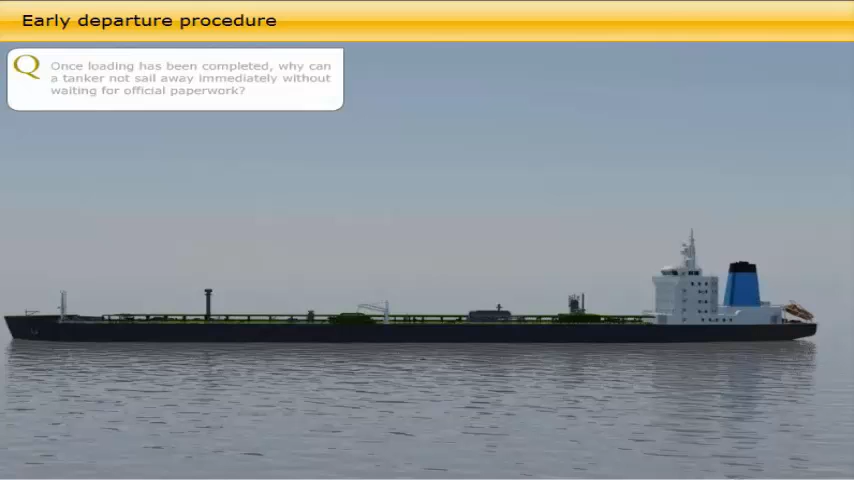 Early departure procedure
Q Once loading has been completed, why can
a tanker not sail away immediately without
waiting for official paperwork?